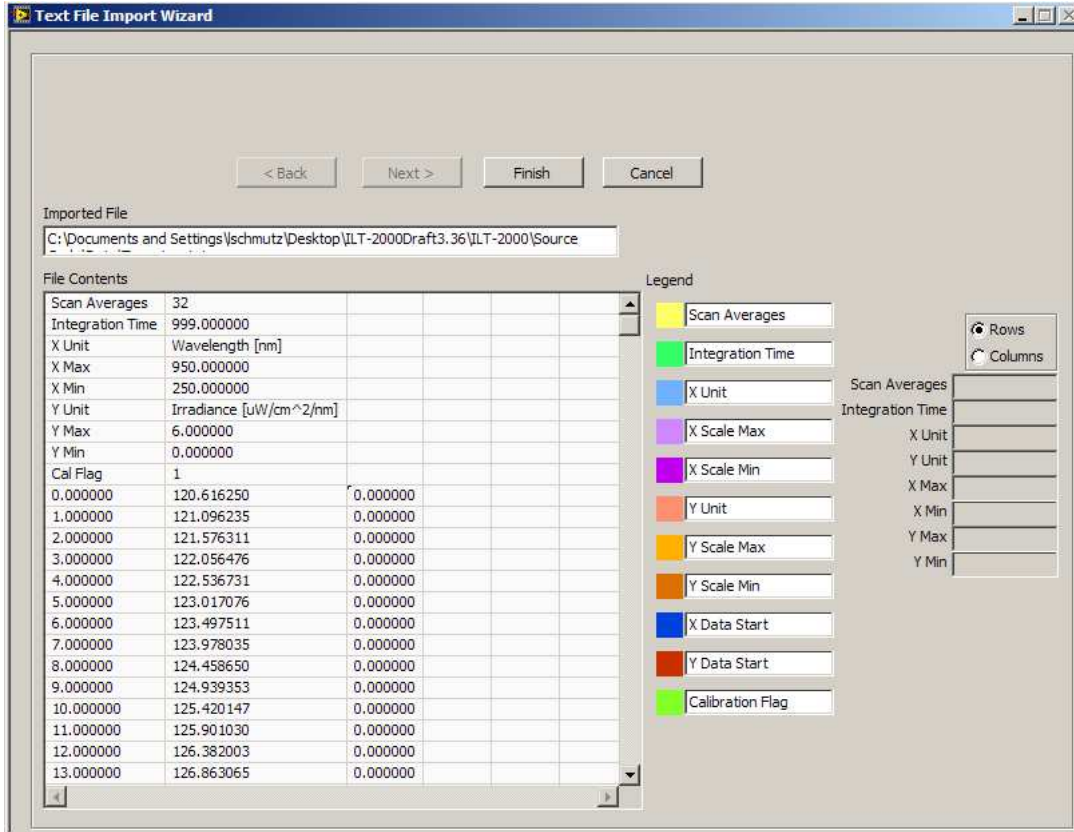 Text File Import Wizard
< Back Next > Finish Cancel
Imported File
C:\Documents and Settings\lschmutz\Desktop\ILT-2000Draft3.36\ILT-2000\Source
File Contents
Scan Averages 32
Integration Time 999.000000
X Unit Wavelength [nm]
X Max 950.000000
X Min 250.000000
Y Unit Irradiance [uW/cm^2/nm]
Y Max 6.000000
Y Min 0.000000
Cal Flag 1
0.000000 120.616250 0.000000
1.000000 121.096235 0.000000
2.000000 121.576311 0.000000
3.000000 122.056476 0.000000
4.000000 122.536731 0.000000
5.000000 123.017076 0.000000
6.000000 123.497511 0.000000
7.000000 123.978035 0.000000
8.000000 124.458650 0.000000
9.000000 124.939353 0.000000
10.000000 125.420147 0.000000
11.000000 125.901030 0.000000
12.000000 126.382003 0.000000
13.000000 126.863065 0.000000
Legend
Scan Averages
Integration Time
X Unit
X Scale Max
X Scale Min
Y Unit
Y Scale Max
Y Scale Min
X Data Start
Y Data Start
Calibration Flag
Rows
Columns
Scan Averages
Integration Time
X Unit
Y Unit
X Max
X Min
Y Max
Y Min